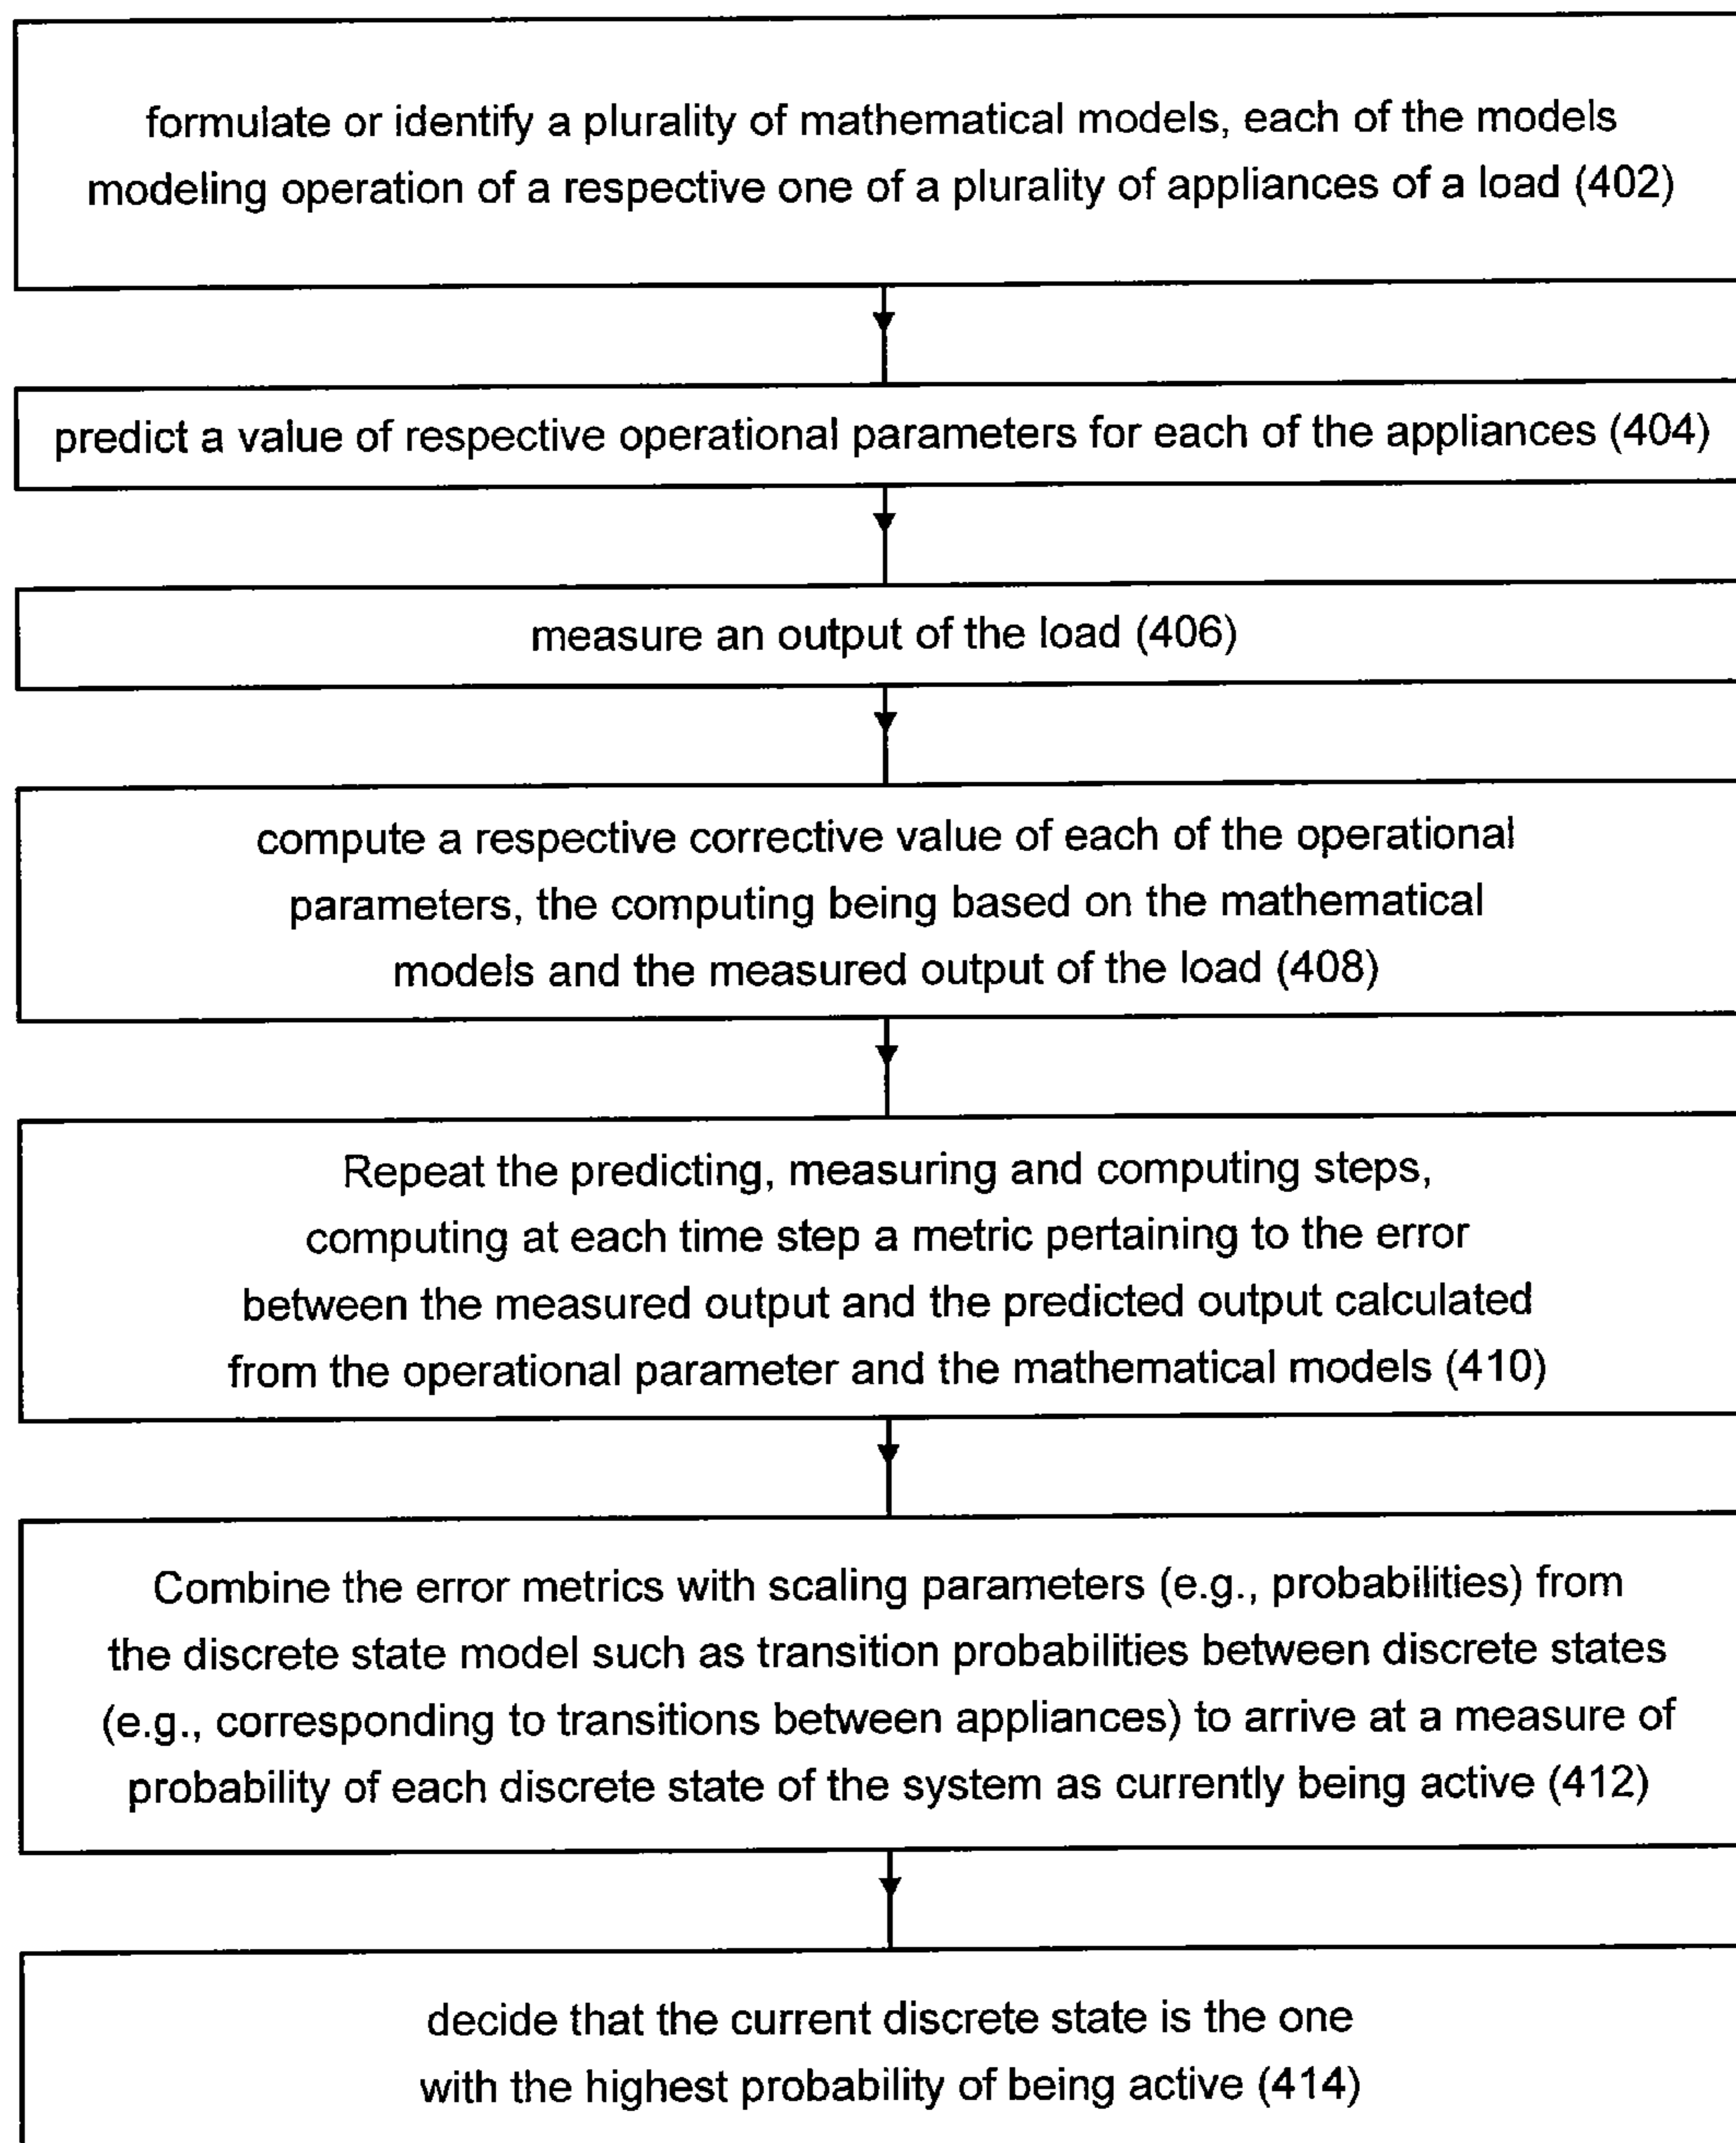 formulate or identify a plurality of mathematical models, each of the models
modeling operation of a respective one of a plurality of appliances of a load (402)
predict a value of respective operational parameters for each of the appliances (404)
measure an output of the load (406)
compute a respective corrective value of each of the operational
parameters, the computing being based on the mathematical
models and the measured output of the load (408)
Repeat the predicting, measuring and computing steps,
computing at each time step a metric pertaining to the error
between the measured output and the predicted output calculated
from the operational parameter and the mathematical models (410)
Combine the error metrics with scaling parameters (e.g., probabilities) from
the discrete state model such as transition probabilities between discrete states
(e.g., corresponding to transitions between appliances) to arrive at a measure of
probability of each discrete state of the system as currently being active (412)
decide that the current discrete state is the one
with the highest probability of being active (414)